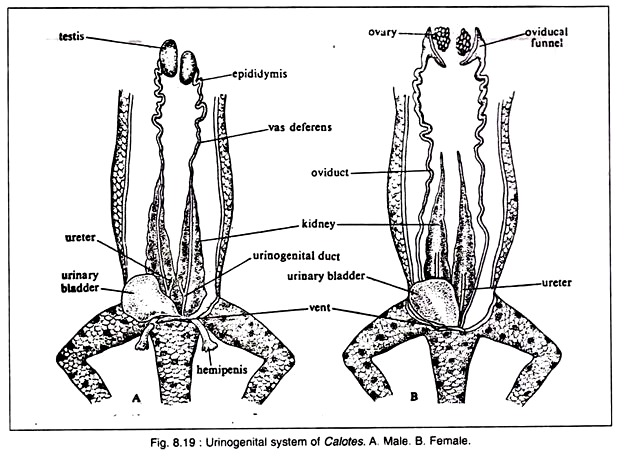 testis
epididymis
vas deferens
ureter
urinary
bladder
kidney
urinogenital duct
vent
hemipenis
A
ovary
oviducal
funnel
oviduct
kidney
urinary bladder
ureter
vent
B
Fig. 8.19 : Urinogenital system of Calotes. A. Male. B. Female.